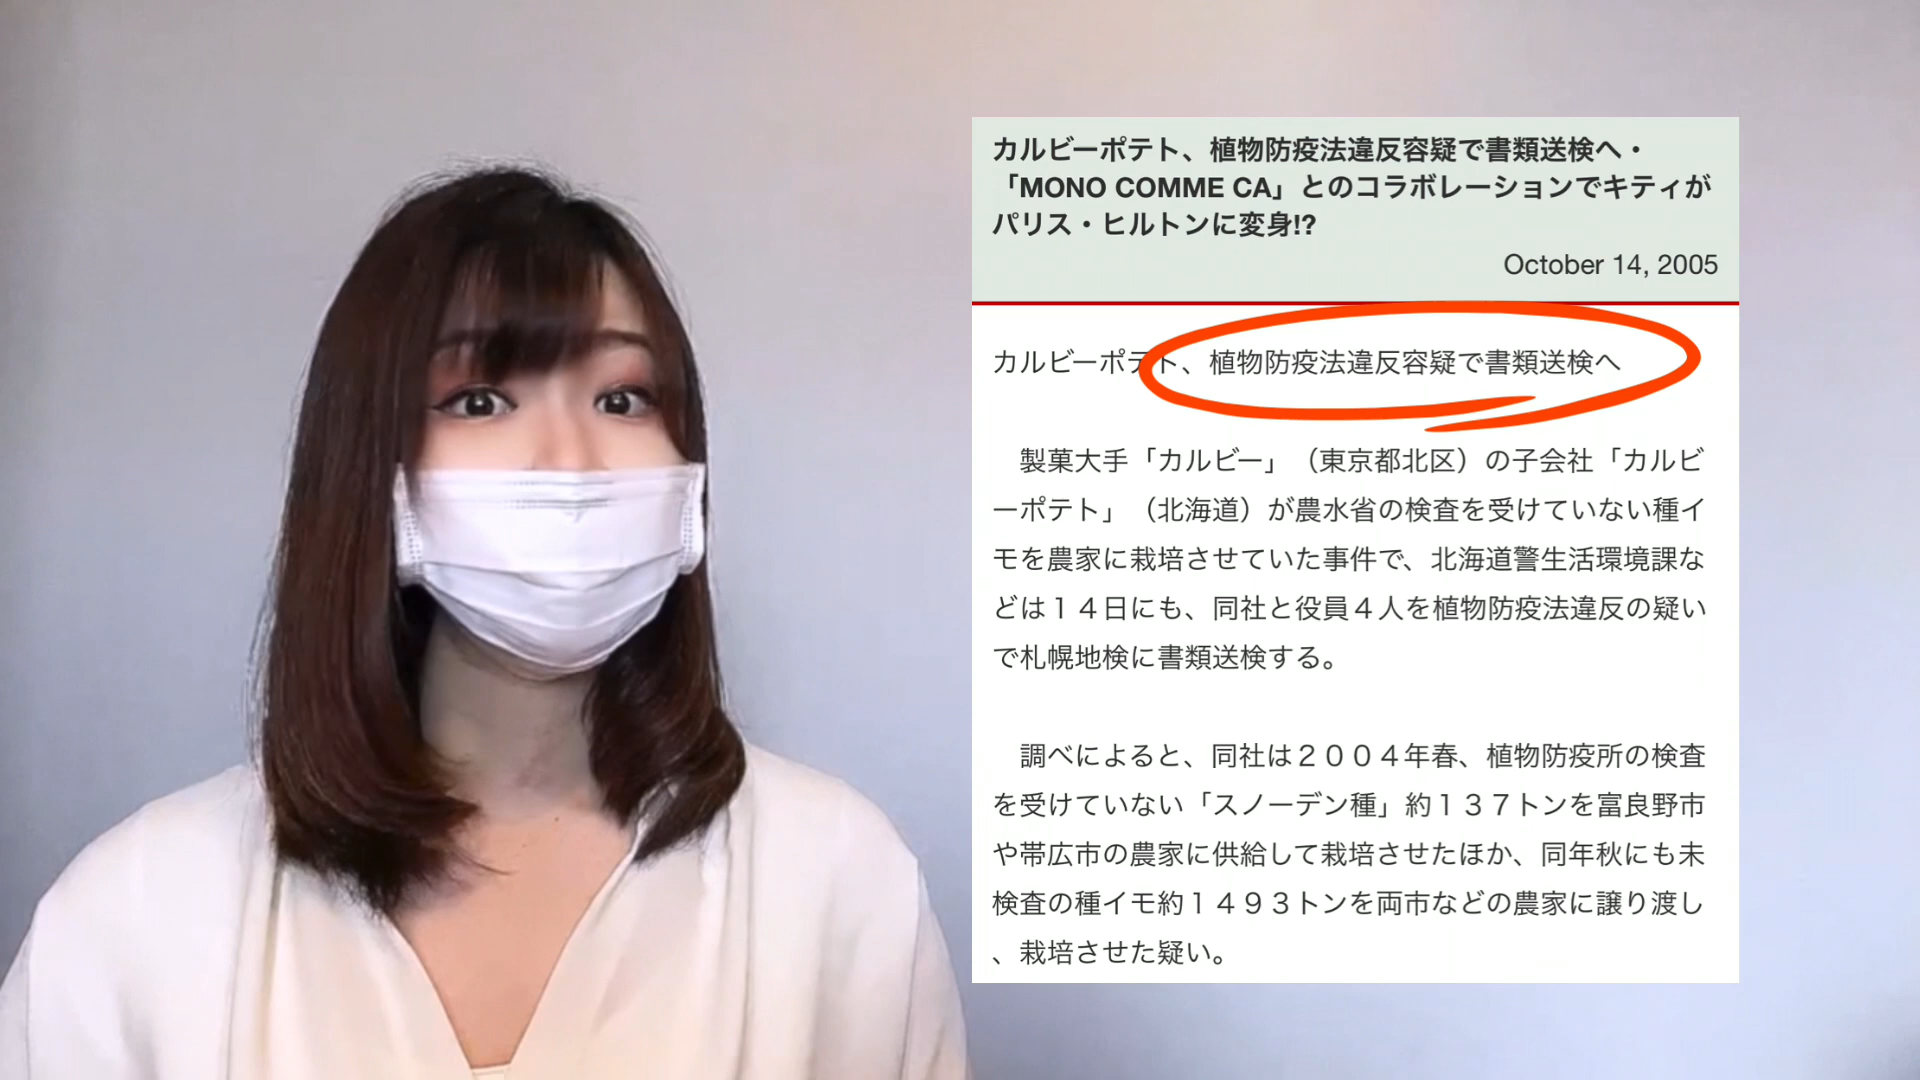 カルビーポテト、植物防疫法違反容疑で書類送検へ・
「MONO COMME CA」とのコラボレーションでキティが
パリス・ヒルトンに変身!?
October 14, 2005
カルビーポテト、植物防疫法違反容疑で書類送検へ
製菓大手「カルビー」（東京都北区）の子会社「カルビ
ーポテト」（北海道）が農水省の検査を受けていない種イ
モを農家に栽培させていた事件で、北海道警生活環境課な
どは１４日にも、同社と役員４人を植物防疫法違反の疑い
で札幌地検に書類送検する。
調べによると、同社は２００４年春、植物防疫所の検査
を受けていない「スノーデン種」約１３７トンを富良野市
や帯広市の農家に供給して栽培させたほか、同年秋にも未
検査の種イモ約１４９３トンを両市などの農家に譲り渡し
、栽培させた疑い。